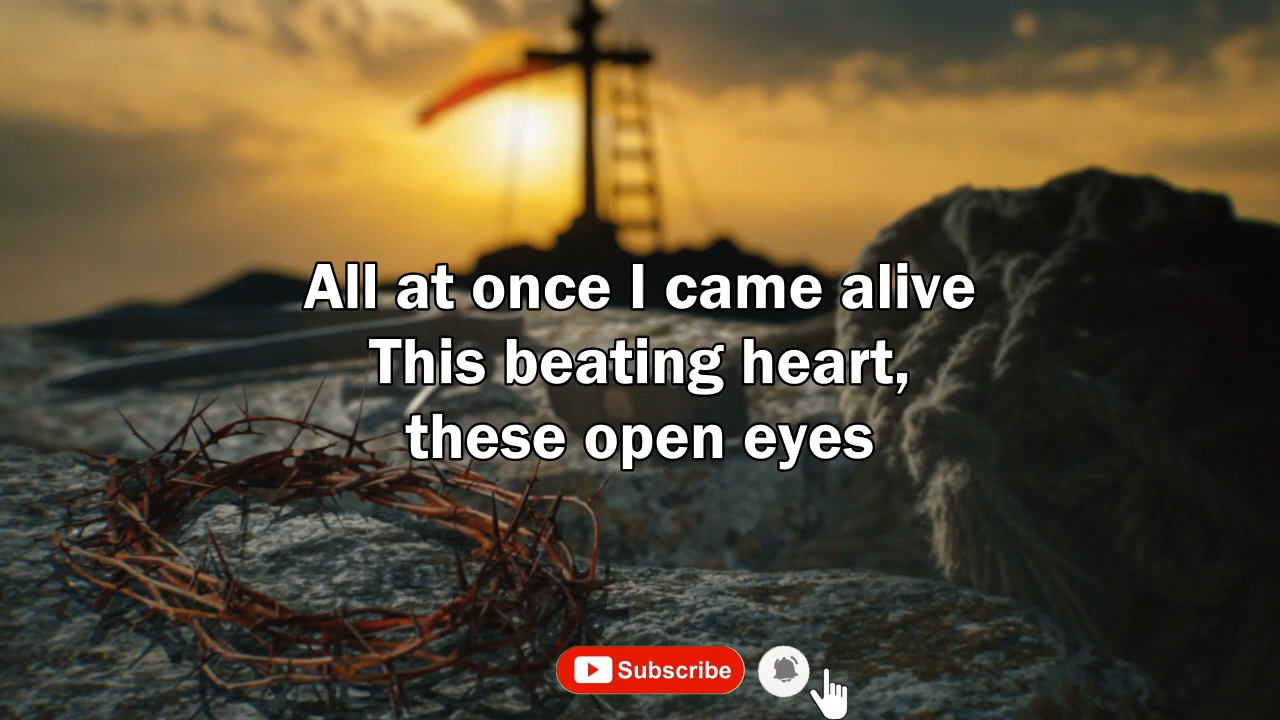 All at once I came alive
This beating heart,
these open eyes
Subscribe